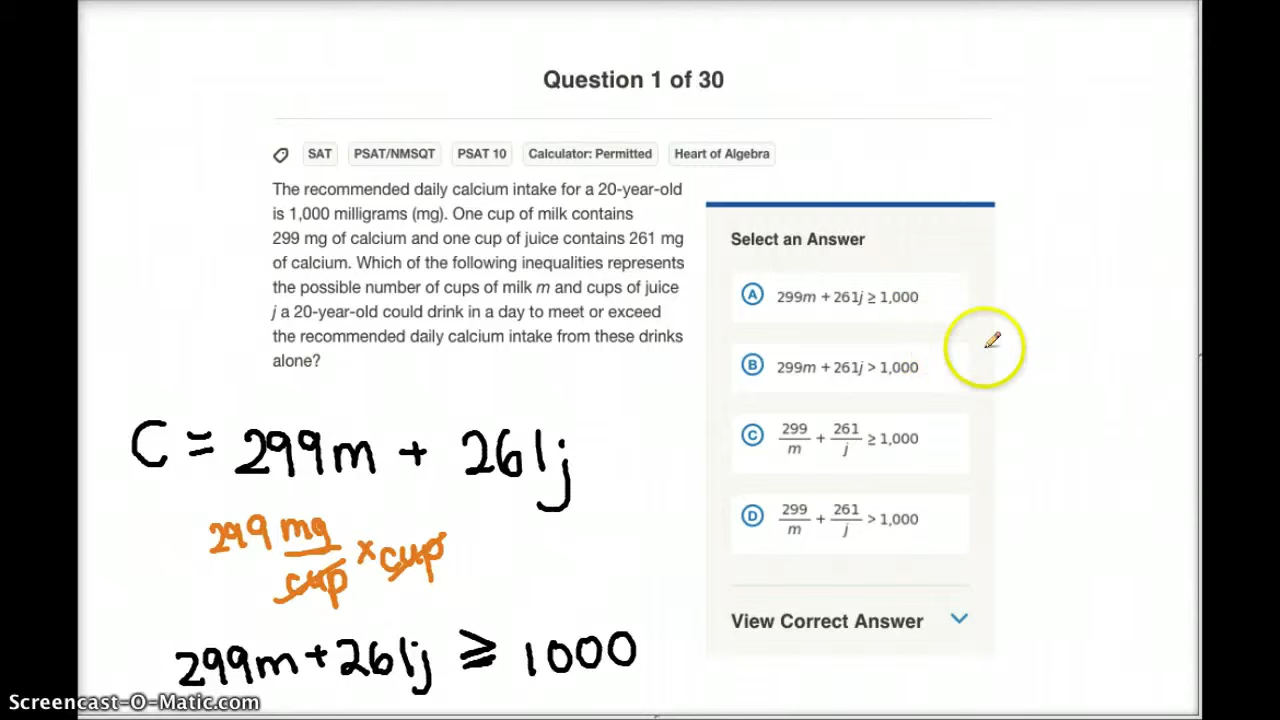 Question 1 of 30
SAT PSAT/NMSQT PSAT 10 Calculator: Permitted Heart of Algebra
The recommended daily calcium intake for a 20-year-old
is 1,000 milligrams (mg). One cup of milk contains
299 mg of calcium and one cup of juice contains 261 mg
of calcium. Which of the following inequalities represents
the possible number of cups of milk m and cups of juice
j a 20-year-old could drink in a day to meet or exceed
the recommended daily calcium intake from these drinks
alone?
Select an Answer
A 299m + 261j ≥ 1,000
B 299m + 261j > 1,000
C 299/m + 261/j ≥ 1,000
D 299/m + 261/j > 1,000
View Correct Answer
C = 299m + 261j
299 mg/cup × cup
299m + 261j ≥ 1000
Screencast-O-Matic.com